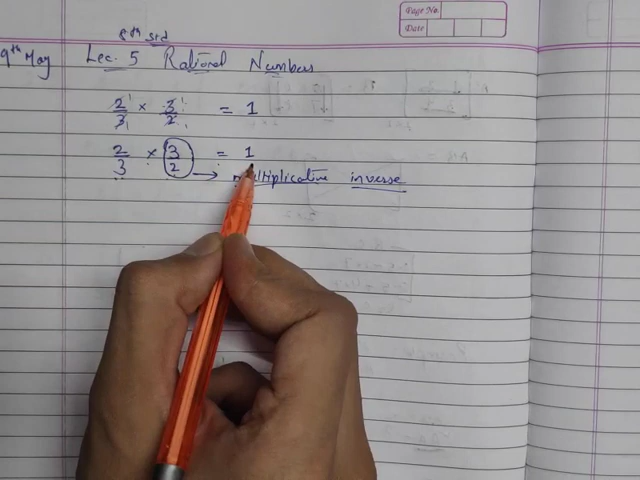 Page No.
Date
8th std
9th May Lec. 5 Rational Numbers
2/3 × 3/2 = 1
2/3 × 3/2 = 1
→ multiplicative inverse